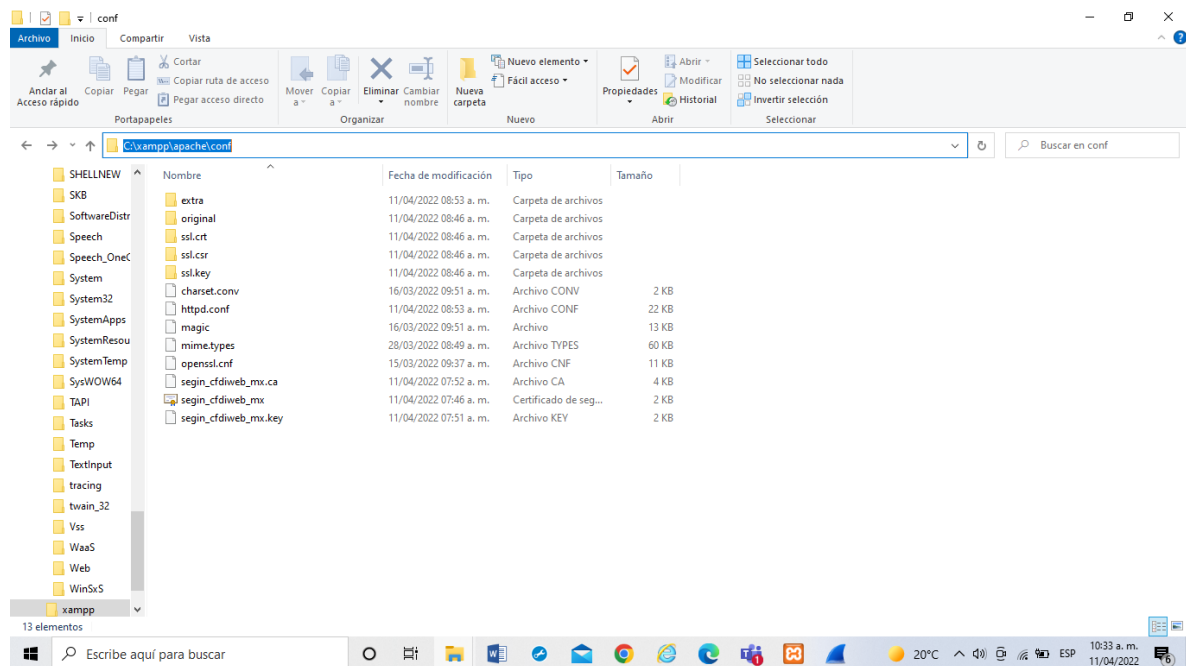 conf
Archivo Inicio Compartir Vista
Anclar al Acceso rápido
Copiar
Pegar
Cortar
Copiar ruta de acceso
Pegar acceso directo
Portapapeles
Mover a
Copiar a
Eliminar
Cambiar nombre
Organizar
Nueva carpeta
Nuevo elemento
Fácil acceso
Nuevo
Propiedades
Abrir
Modificar
Historial
Abrir
Seleccionar todo
No seleccionar nada
Invertir selección
Seleccionar
C:\xampp\apache\conf
Buscar en conf
SHELLNEW
SKB
SoftwareDistr
Speech
Speech_OneC
System
System32
SystemApps
SystemResou
SystemTemp
SysWOW64
TAPI
Tasks
Temp
TextInput
tracing
twain_32
Vss
WaaS
Web
WinSxS
xampp
Nombre Fecha de modificación Tipo Tamaño
extra 11/04/2022 08:53 a. m. Carpeta de archivos
original 11/04/2022 08:46 a. m. Carpeta de archivos
ssl.crt 11/04/2022 08:46 a. m. Carpeta de archivos
ssl.csr 11/04/2022 08:46 a. m. Carpeta de archivos
ssl.key 11/04/2022 08:46 a. m. Carpeta de archivos
charset.conv 16/03/2022 09:51 a. m. Archivo CONV 2 KB
httpd.conf 11/04/2022 08:53 a. m. Archivo CONF 22 KB
magic 16/03/2022 09:51 a. m. Archivo 13 KB
mime.types 28/03/2022 08:49 a. m. Archivo TYPES 60 KB
openssl.cnf 15/03/2022 09:37 a. m. Archivo CNF 11 KB
segin_cfdiweb_mx.ca 11/04/2022 07:52 a. m. Archivo CA 4 KB
segin_cfdiweb_mx 11/04/2022 07:46 a. m. Certificado de seg... 2 KB
segin_cfdiweb_mx.key 11/04/2022 07:51 a. m. Archivo KEY 2 KB
13 elementos
Escribe aquí para buscar
20°C
ESP
10:33 a. m.
11/04/2022
6